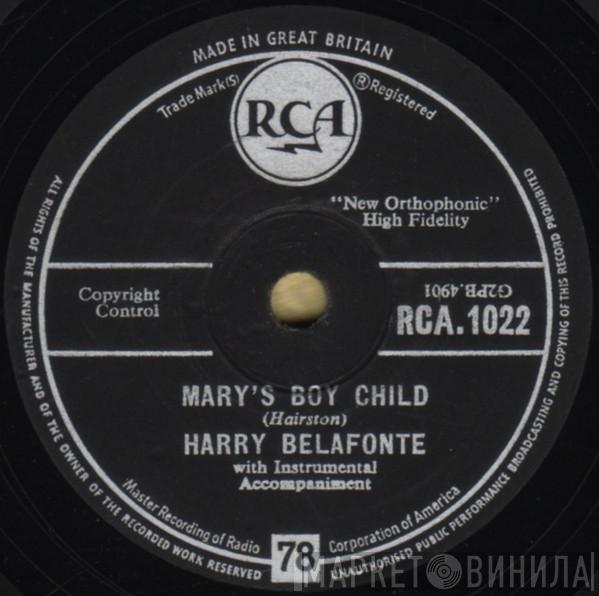 MADE IN GREAT BRITAIN
Trade Mark(S)
® Registered
RCA
"New Orthophonic"
High Fidelity
Copyright
Control
G2PB.4901
RCA.1022
MARY'S BOY CHILD
(Hairston)
HARRY BELAFONTE
with Instrumental
Accompaniment
Master Recording of Radio Corporation of America
78
ALL RIGHTS OF THE MANUFACTURER AND OF THE OWNER OF THE RECORDED WORK RESERVED
UNAUTHORISED PUBLIC PERFORMANCE BROADCASTING AND COPYING OF THIS RECORD PROHIBITED
МАРКЕТ ВИНИЛА